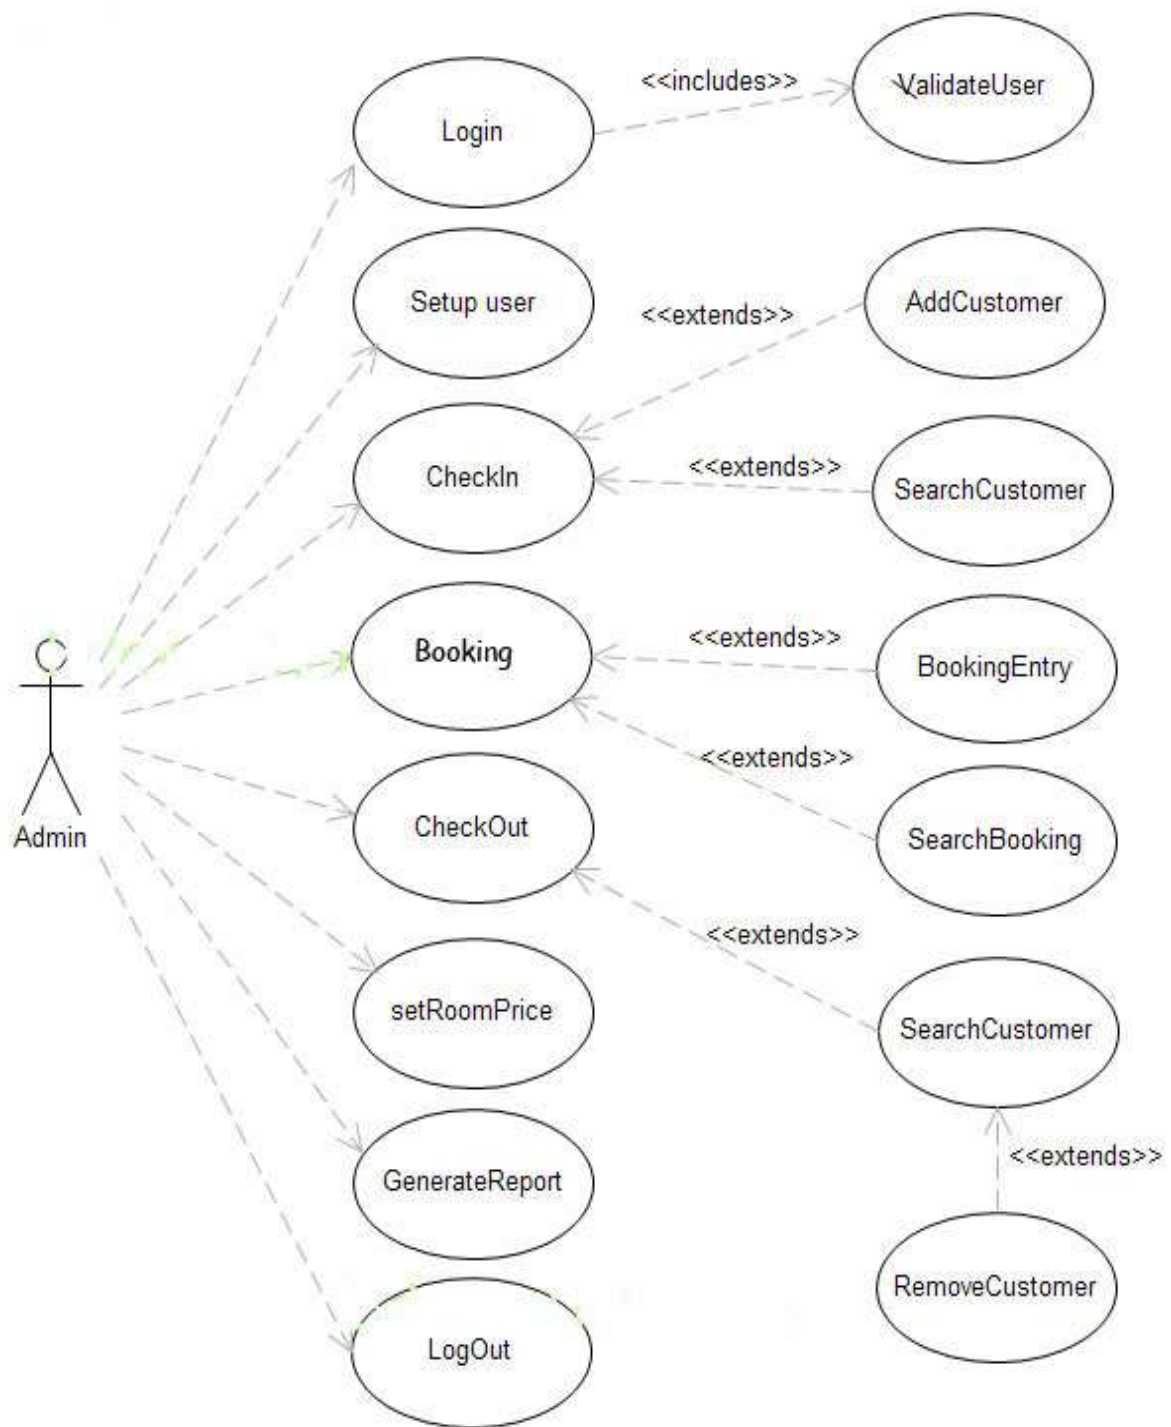 <<includes>>
ValidateUser
Login
Setup user
<<extends>>
AddCustomer
CheckIn
<<extends>>
SearchCustomer
Booking
<<extends>>
BookingEntry
<<extends>>
Admin
CheckOut
SearchBooking
<<extends>>
setRoomPrice
SearchCustomer
<<extends>>
GenerateReport
RemoveCustomer
LogOut